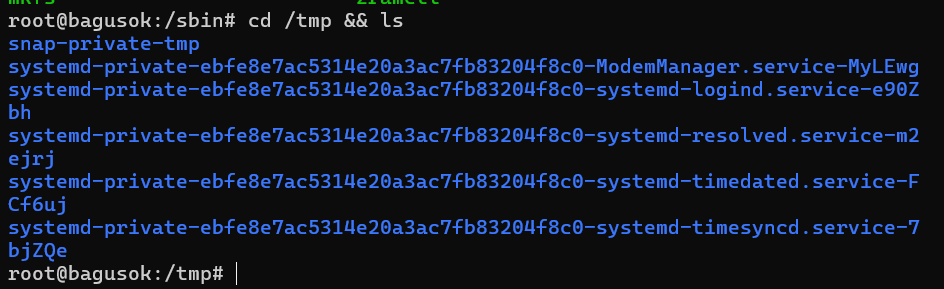 root@bagusok:/sbin# cd /tmp && ls
snap-private-tmp
systemd-private-ebfe8e7ac5314e20a3ac7fb83204f8c0-ModemManager.service-MyLEwg
systemd-private-ebfe8e7ac5314e20a3ac7fb83204f8c0-systemd-logind.service-e90Z
bh
systemd-private-ebfe8e7ac5314e20a3ac7fb83204f8c0-systemd-resolved.service-m2
ejrj
systemd-private-ebfe8e7ac5314e20a3ac7fb83204f8c0-systemd-timedated.service-F
Cf6uj
systemd-private-ebfe8e7ac5314e20a3ac7fb83204f8c0-systemd-timesyncd.service-7
bjZQe
root@bagusok:/tmp#